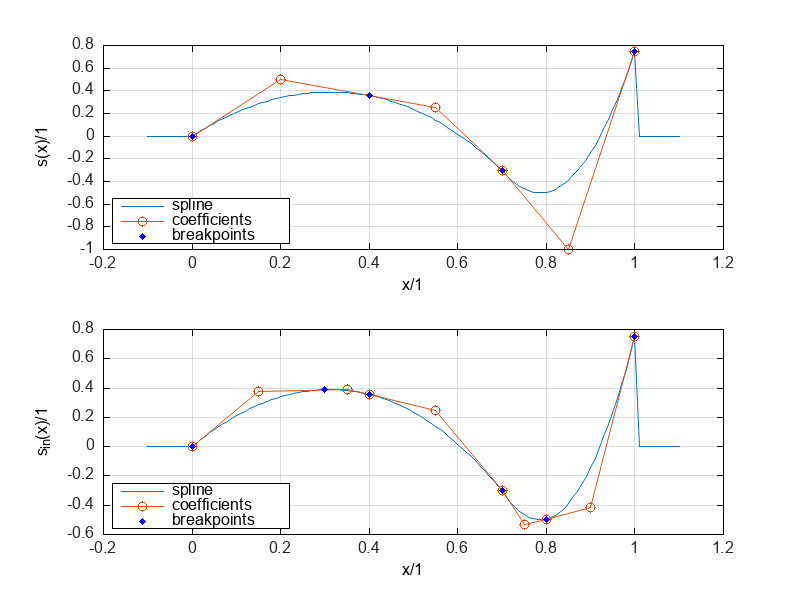 0.8
0.6
0.4
0.2
0
-0.2
-0.4
-0.6
-0.8
-1
s(x)/1
spline
coefficients
breakpoints
-0.2 0 0.2 0.4 0.6 0.8 1 1.2
x/1
0.8
0.6
0.4
0.2
0
-0.2
-0.4
-0.6
s_in(x)/1
spline
coefficients
breakpoints
-0.2 0 0.2 0.4 0.6 0.8 1 1.2
x/1